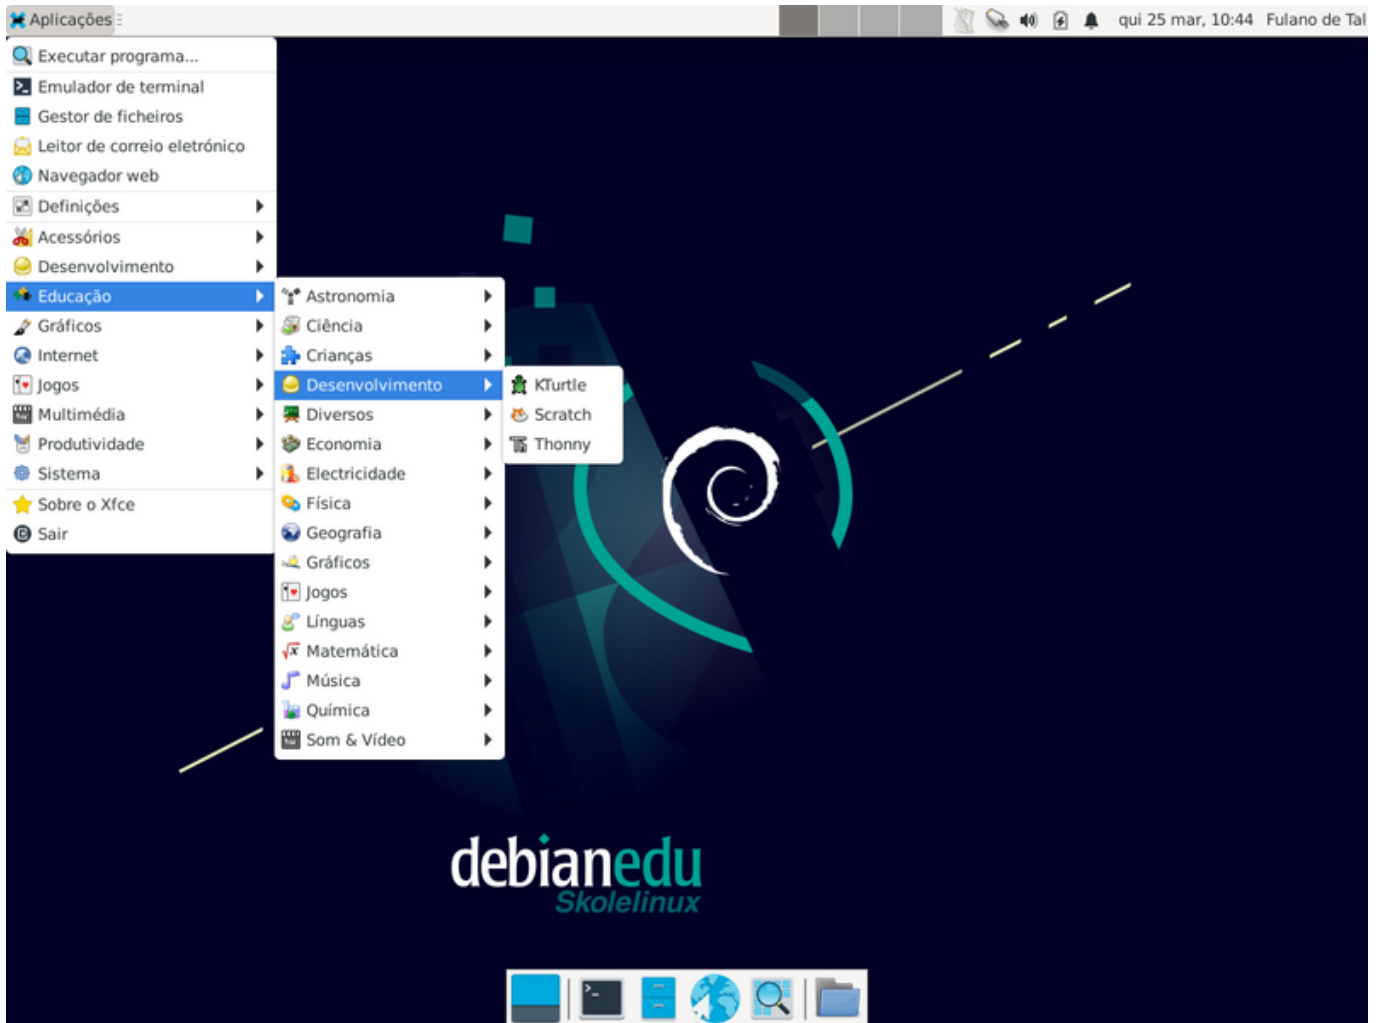 Aplicações
qui 25 mar, 10:44 Fulano de Tal
Executar programa...
Emulador de terminal
Gestor de ficheiros
Leitor de correio eletrónico
Navegador web
Definições
Acessórios
Desenvolvimento
Educação
Gráficos
Internet
Jogos
Multimédia
Produtividade
Sistema
Sobre o Xfce
Sair
Astronomia
Ciência
Crianças
Desenvolvimento
Diversos
Economia
Electricidade
Física
Geografia
Gráficos
Jogos
Línguas
Matemática
Música
Química
Som & Vídeo
KTurtle
Scratch
Thonny
debianedu
Skolelinux